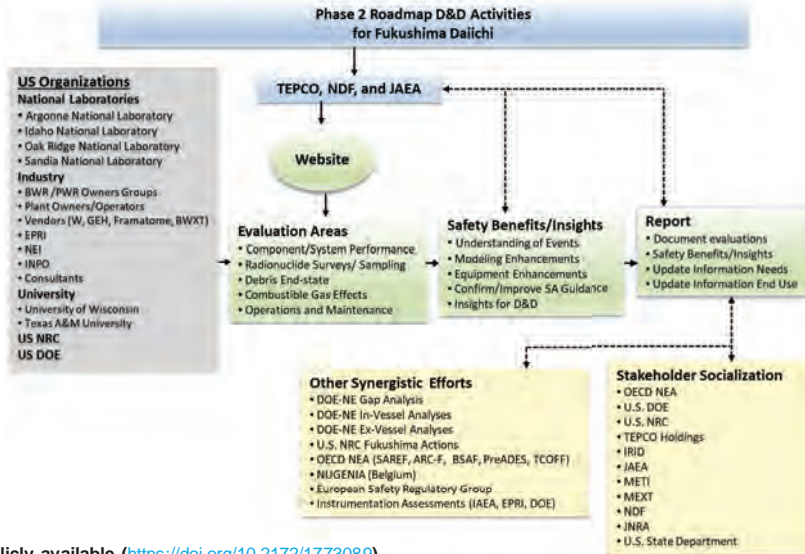 Phase 2 Roadmap D&D Activities
for Fukushima Daiichi
US Organizations
National Laboratories
• Argonne National Laboratory
• Idaho National Laboratory
• Oak Ridge National Laboratory
• Sandia National Laboratory
Industry
• BWR /PWR Owners Groups
• Plant Owners/Operators
• Vendors (W, GEH, Framatome, BWXT)
• EPRI
• NEI
• INPO
• Consultants
University
• University of Wisconsin
• Texas A&M University
US NRC
US DOE
TEPCO, NDF, and JAEA
Website
Evaluation Areas
• Component/System Performance
• Radionuclide Surveys/ Sampling
• Debris End-state
• Combustible Gas Effects
• Operations and Maintenance
Safety Benefits/Insights
• Understanding of Events
• Modeling Enhancements
• Equipment Enhancements
• Confirm/Improve SA Guidance
• Insights for D&D
Report
• Document evaluations
• Safety Benefits/Insights
• Update Information Needs
• Update Information End Use
Other Synergistic Efforts
• DOE-NE Gap Analysis
• DOE-NE In-Vessel Analyses
• DOE-NE Ex-Vessel Analyses
• U.S. NRC Fukushima Actions
• OECD NEA (SAREF, ARC-F, BSAF, PreADES, TCOFF)
• NUGENIA (Belgium)
• European Safety Regulatory Group
• Instrumentation Assessments (IAEA, EPRI, DOE)
Stakeholder Socialization
• OECD NEA
• U.S. DOE
• U.S. NRC
• TEPCO Holdings
• IRID
• JAEA
• METI
• MEXT
• NDF
• JNRA
• U.S. State Department